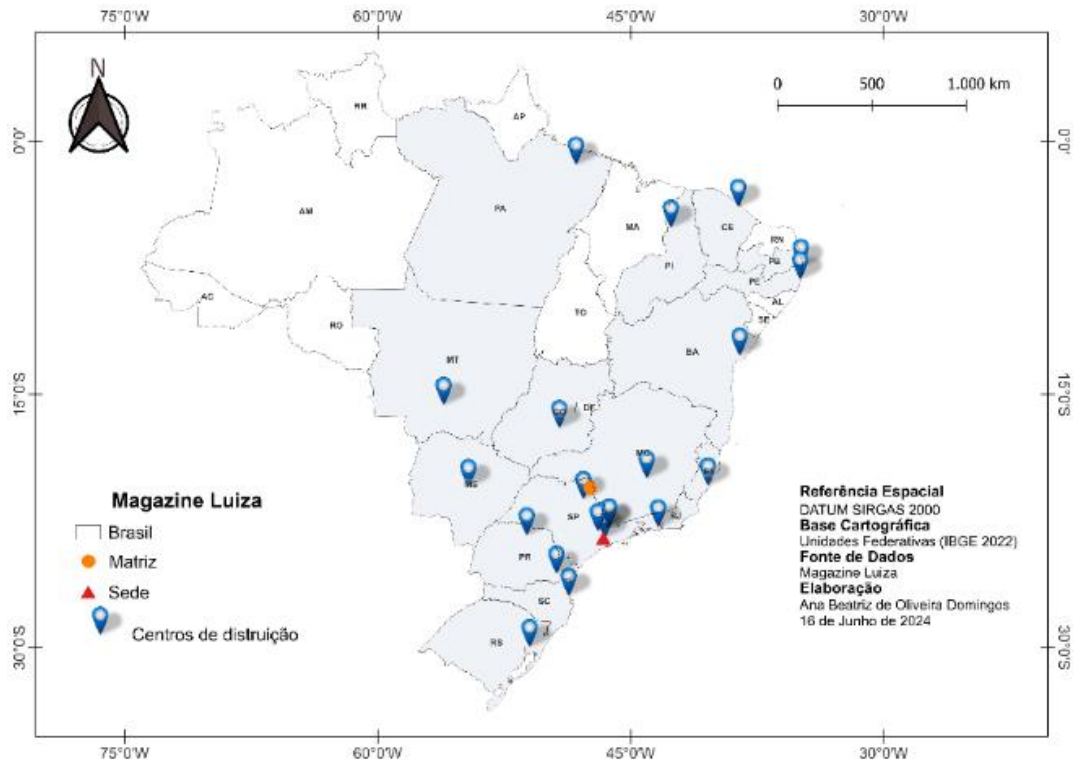 75°0'W 60°0'W 45°0'W 30°0'W
N
0 500 1.000 km
0°0' 0°0'
RR
AP
AM
PA
MA
CE
RN
PB
PI
PE
AC
AL
TO
SE
RO
BA
MT
DF
15°0'S 15°0'S
MG
MS
SP
RJ
PR
SC
RS
Magazine Luiza
Brasil
Matriz
Sede
Centros de distruição
Referência Espacial
DATUM SIRGAS 2000
Base Cartográfica
Unidades Federativas (IBGE 2022)
Fonte de Dados
Magazine Luiza
Elaboração
Ana Beatriz de Oliveira Domingos
16 de Junho de 2024
30°0'S 30°0'S
75°0'W 60°0'W 45°0'W 30°0'W